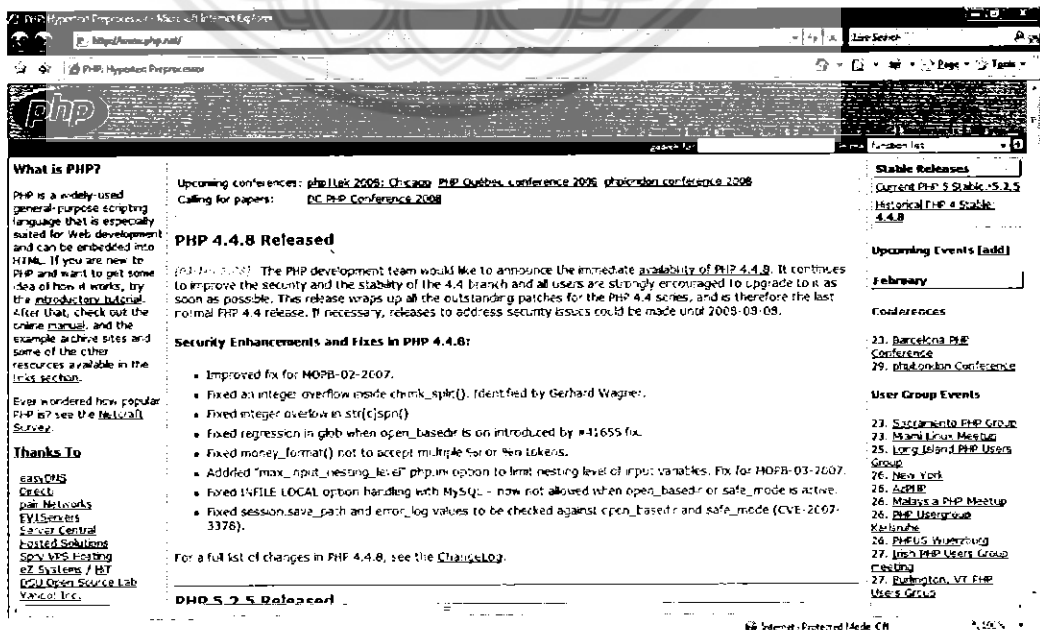 PHP: Hypertext Preprocessor - Microsoft Internet Explorer
http://www.php.net/
Live Search
PHP: Hypertext Preprocessor
Page
Tools
php
search for
function list
What is PHP?
PHP is a widely-used
general-purpose scripting
language that is especially
suited for Web development
and can be embedded into
HTML. If you are new to
PHP and want to get some
idea of how it works, try
the introductory tutorial.
After that, check out the
online manual, and the
example archive sites and
some of the other
resources available in the
links section.
Ever wondered how popular
PHP is? see the Netcraft
Survey.
Thanks To
easyDNS
Directi
pair Networks
EV1Servers
Server Central
Hosted Solutions
Spry VPS Hosting
eZ Systems / HiT
OSU Open Source Lab
Yahoo! Inc.
Upcoming conferences: php|tek 2008: Chicago PHP Québec conference 2008 phplondon conference 2008
Calling for papers: DC PHP Conference 2008
PHP 4.4.8 Released
The PHP development team would like to announce the immediate availability of PHP 4.4.8. It continues
to improve the security and the stability of the 4.4 branch and all users are strongly encouraged to upgrade to it as
soon as possible. This release wraps up all the outstanding patches for the PHP 4.4 series, and is therefore the last
normal PHP 4.4 release. If necessary, releases to address security issues could be made until 2008-08-08.
Security Enhancements and Fixes in PHP 4.4.8:
• Improved fix for MOPB-02-2007.
• Fixed an integer overflow inside chunk_split(). Identified by Gerhard Wagner.
• Fixed integer overlow in str[c]spn()
• Fixed regression in glob when open_basedir is on introduced by #41655 fix.
• Fixed money_format() not to accept multiple %i or %n tokens.
• Addded "max_input_nesting_level" php.ini option to limit nesting level of input variables. Fix for MOPB-03-2007.
• Fixed INFILE LOCAL option handling with MySQL - now not allowed when open_basedir or safe_mode is active.
• Fixed session.save_path and error_log values to be checked against open_basedir and safe_mode (CVE-2007-
3378).
For a full list of changes in PHP 4.4.8, see the ChangeLog.
PHP 5.2.5 Released
Stable Releases
Current PHP 5 Stable: 5.2.5
Historical PHP 4 Stable:
4.4.8
Upcoming Events [add]
February
Conferences
23. Barcelona PHP
Conference
29. phpLondon Conference
User Group Events
23. Sacramento PHP Group
23. Miami Linux Meetup
25. Long Island PHP Users
Group
26. New York
26. AzPHP
26. Malaysia PHP Meetup
26. PHP Usergroup
Karlsruhe
26. PHPUG Wuerzburg
27. Irish PHP Users Group
meeting
27. Burlington, VT PHP
Users Group
Internet | Protected Mode: Off
100%